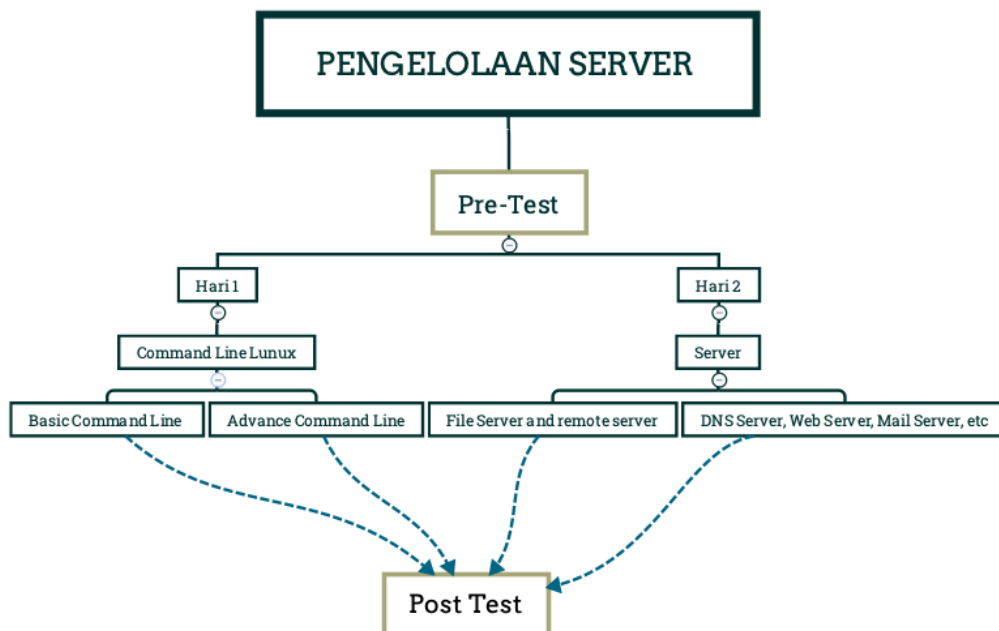 PENGELOLAAN SERVER
Pre-Test
Hari 1
Hari 2
Command Line Lunux
Server
Basic Command Line
Advance Command Line
File Server and remote server
DNS Server, Web Server, Mail Server, etc
Post Test